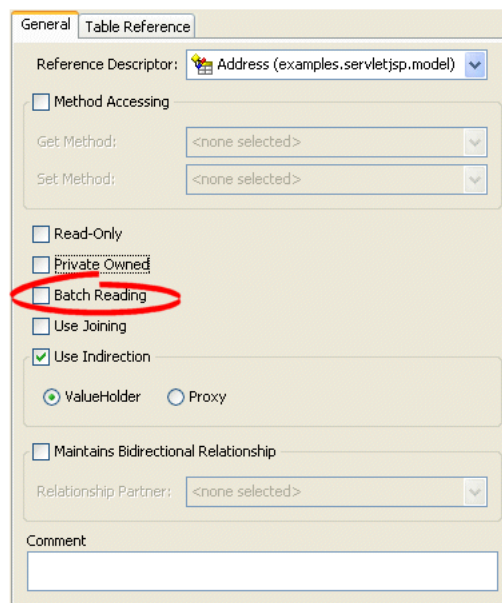 General Table Reference
Reference Descriptor: Address (examples.servletjsp.model)
Method Accessing
Get Method: <none selected>
Set Method: <none selected>
Read-Only
Private Owned
Batch Reading
Use Joining
Use Indirection
ValueHolder Proxy
Maintains Bidirectional Relationship
Relationship Partner: <none selected>
Comment